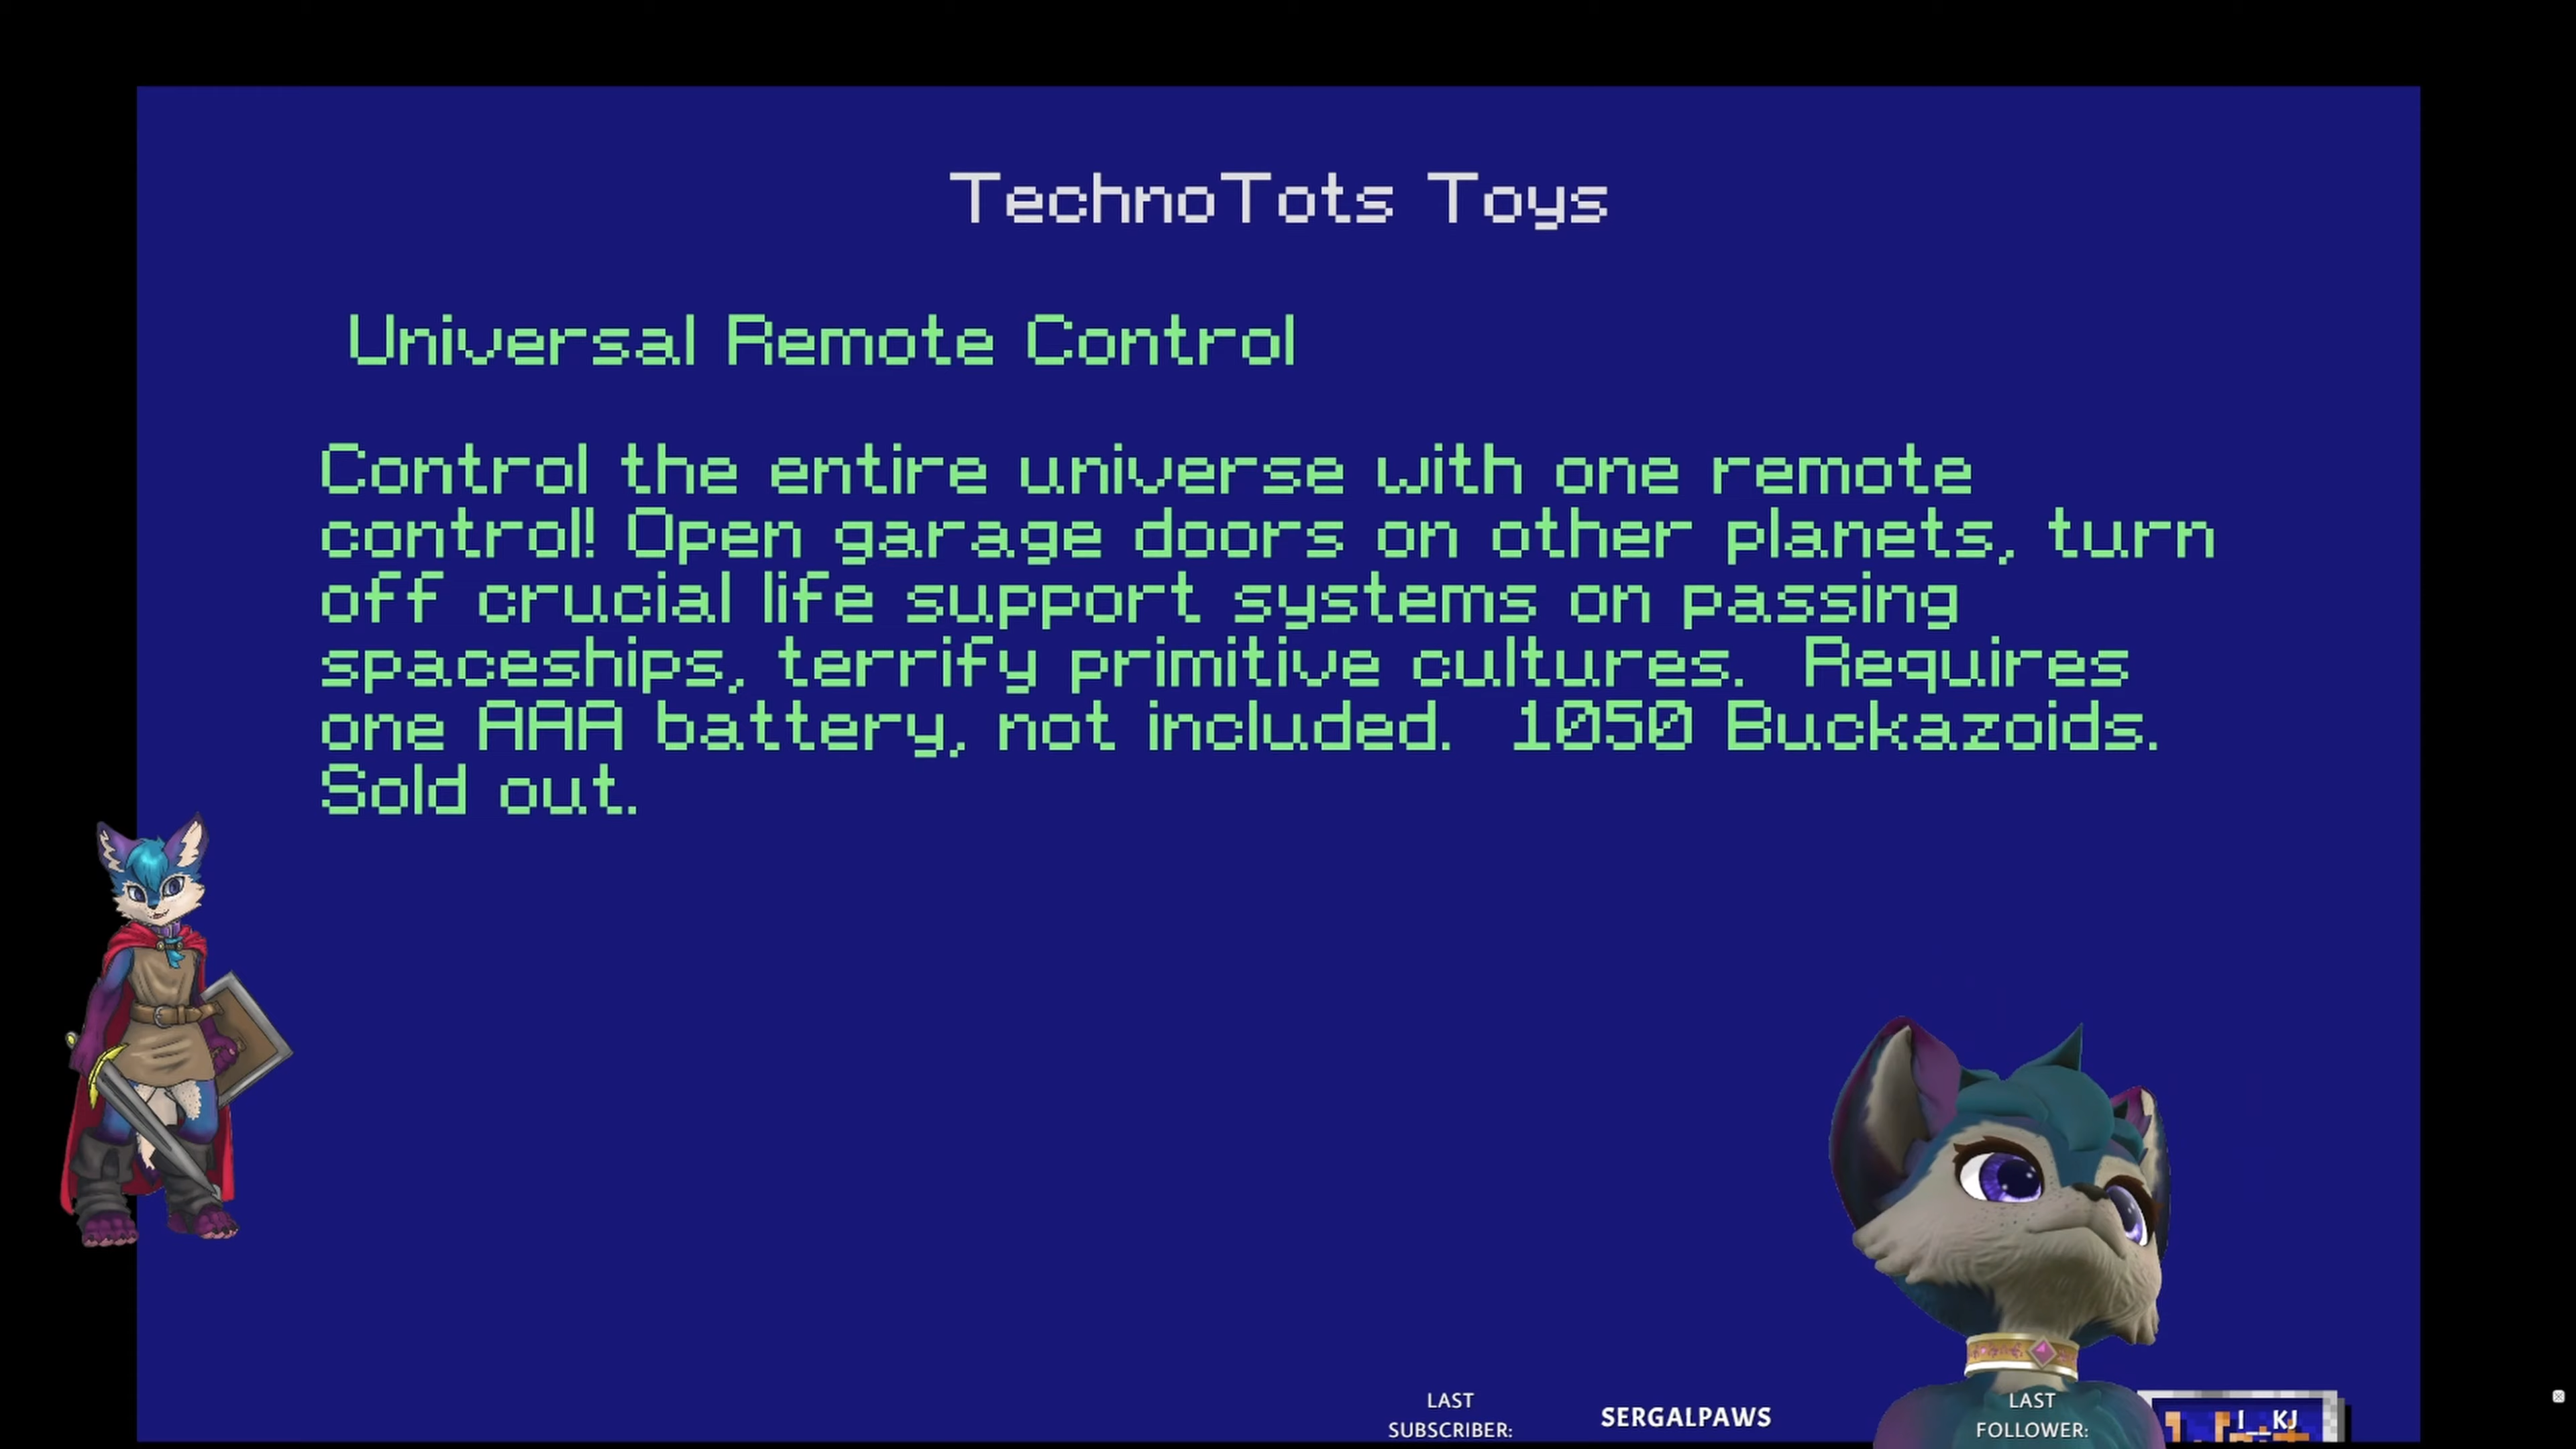 TechnoTots Toys
Universal Remote Control
Control the entire universe with one remote
control! Open garage doors on other planets, turn
off crucial life support systems on passing
spaceships, terrify primitive cultures.  Requires
one AAA battery, not included.  1050 Buckazoids.
Sold out.
LAST
SUBSCRIBER:
SERGALPAWS
LAST
FOLLOWER:
I__KJ